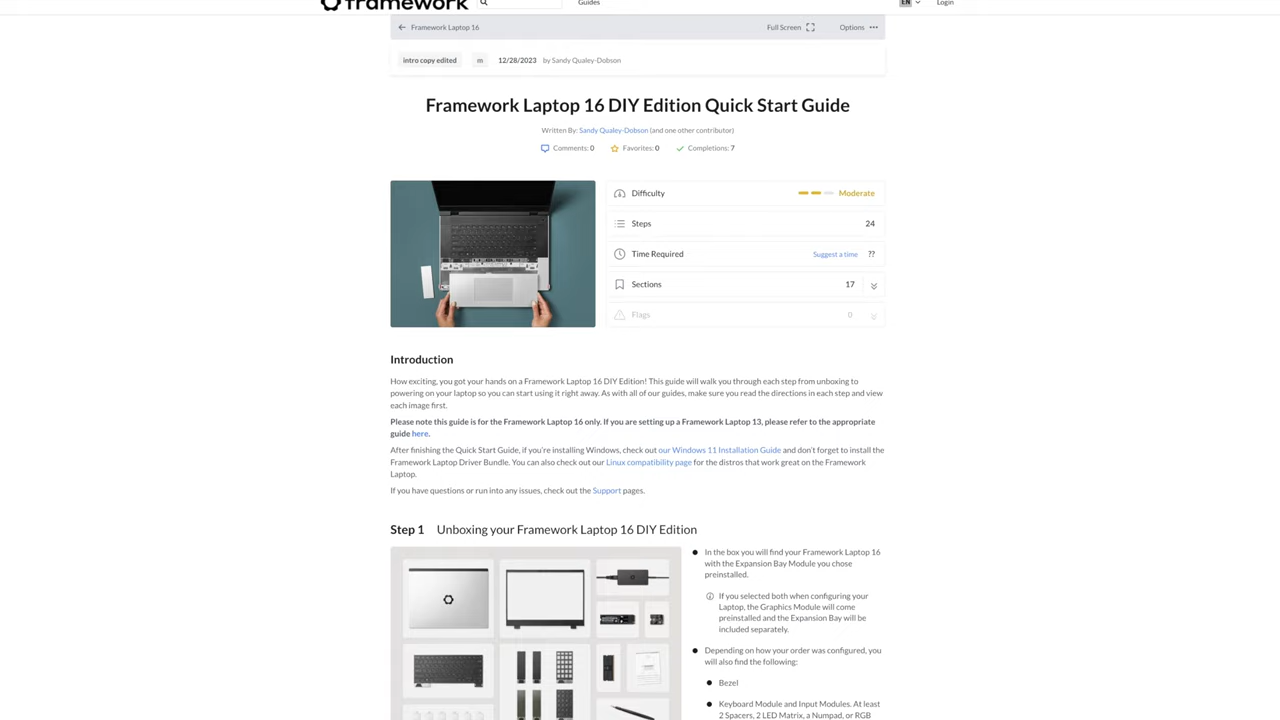 framework
Guides
EN
Login
Framework Laptop 16
Full Screen
Options
intro copy edited
m
12/28/2023
by Sandy Qualey-Dobson
Framework Laptop 16 DIY Edition Quick Start Guide
Written By: Sandy Qualey-Dobson (and one other contributor)
Comments: 0
Favorites: 0
Completions: 7
Difficulty
Moderate
Steps
24
Time Required
Suggest a time
??
Sections
17
Flags
0
Introduction
How exciting, you got your hands on a Framework Laptop 16 DIY Edition! This guide will walk you through each step from unboxing to
powering on your laptop so you can start using it right away. As with all of our guides, make sure you read the directions in each step and view
each image first.
Please note this guide is for the Framework Laptop 16 only. If you are setting up a Framework Laptop 13, please refer to the appropriate
guide here.
After finishing the Quick Start Guide, if you're installing Windows, check out our Windows 11 Installation Guide and don't forget to install the
Framework Laptop Driver Bundle. You can also check out our Linux compatibility page for the distros that work great on the Framework
Laptop.
If you have questions or run into any issues, check out the Support pages.
Step 1 Unboxing your Framework Laptop 16 DIY Edition
In the box you will find your Framework Laptop 16
with the Expansion Bay Module you chose
preinstalled.
If you selected both when configuring your
Laptop, the Graphics Module will come
preinstalled and the Expansion Bay will be
included separately.
Depending on how your order was configured, you
will also find the following:
Bezel
Keyboard Module and Input Modules. At least
2 Spacers, 2 LED Matrix, a Numpad, or RGB